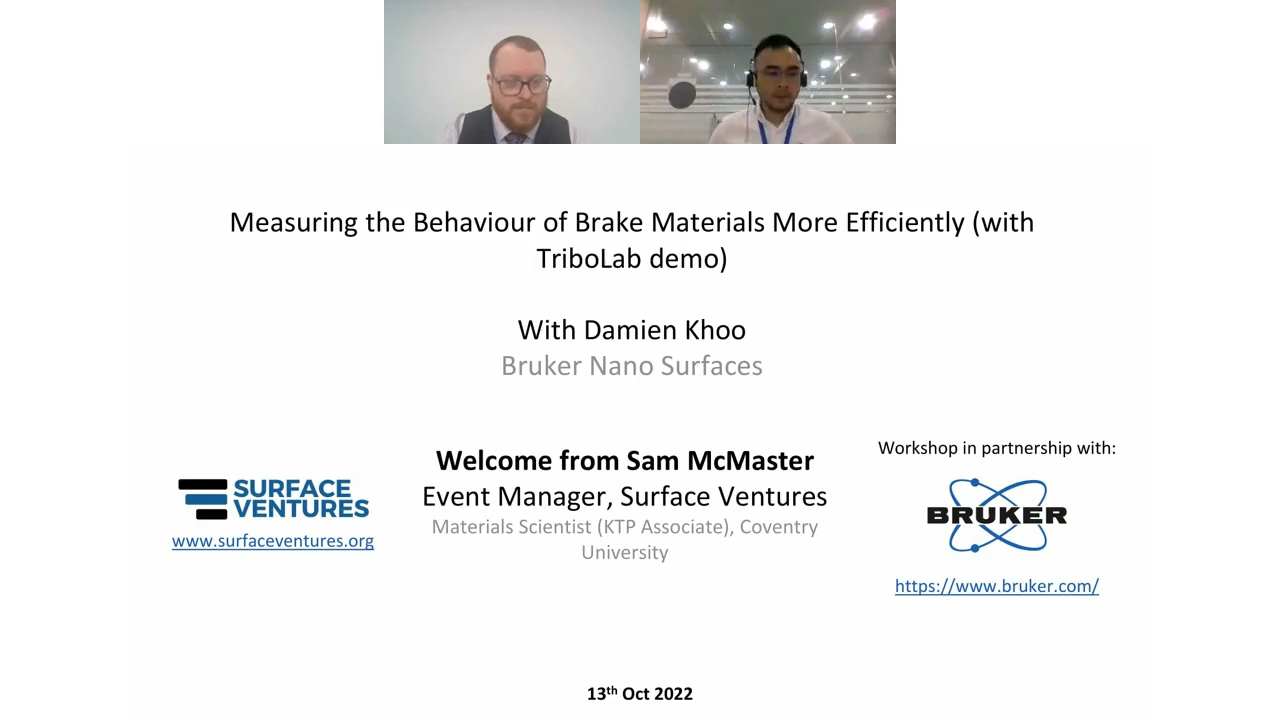 Measuring the Behaviour of Brake Materials More Efficiently (with
TriboLab demo)
With Damien Khoo
Bruker Nano Surfaces
Welcome from Sam McMaster
Event Manager, Surface Ventures
Materials Scientist (KTP Associate), Coventry
University
SURFACE
VENTURES
www.surfaceventures.org
Workshop in partnership with:
BRUKER
https://www.bruker.com/
13th Oct 2022